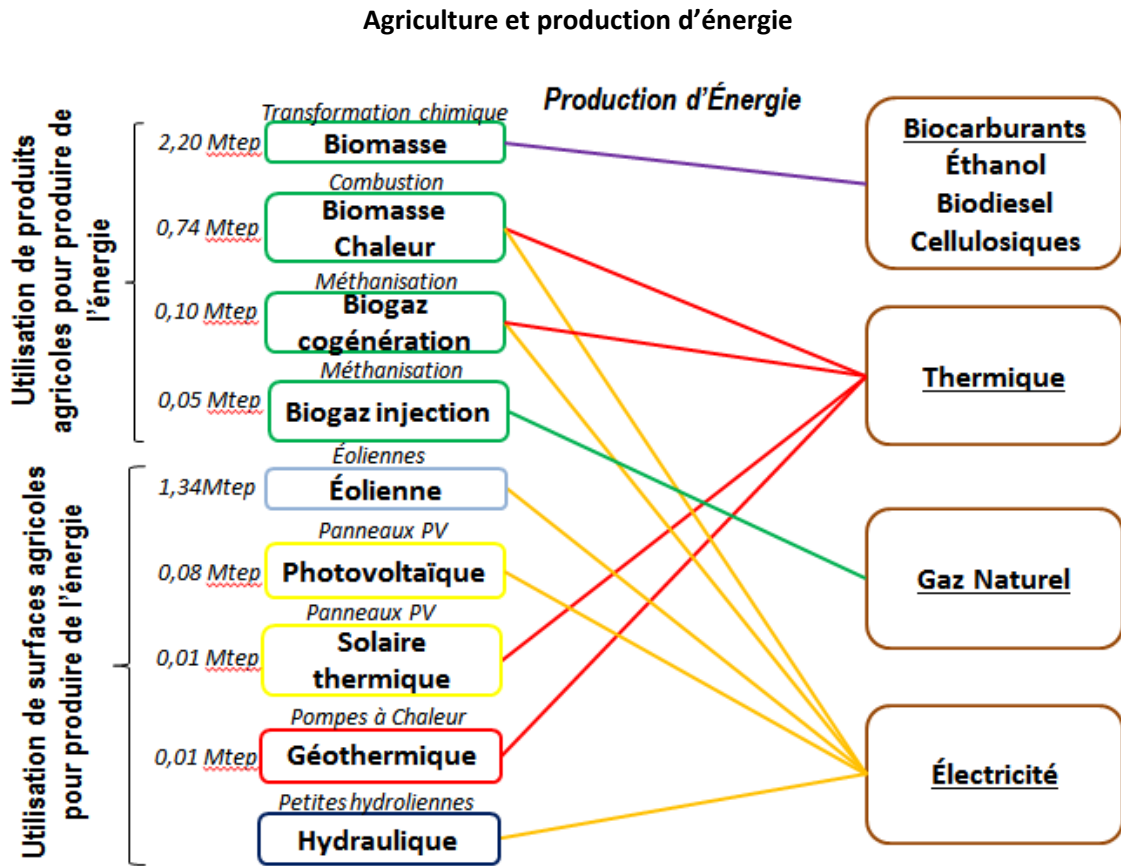 Agriculture et production d'énergie
Production d'Énergie
Utilisation de produits
agricoles pour produire de
l'énergie
Transformation chimique
2,20 Mtep
Biomasse
Combustion
0,74 Mtep
Biomasse
Chaleur
Méthanisation
0,10 Mtep
Biogaz
cogénération
Méthanisation
0,05 Mtep
Biogaz injection
Utilisation de surfaces agricoles
pour produire de l'énergie
Éoliennes
1,34Mtep
Éolienne
Panneaux PV
0,08 Mtep
Photovoltaïque
Panneaux PV
0,01 Mtep
Solaire
thermique
Pompes à Chaleur
0,01 Mtep
Géothermique
Petites hydroliennes
Hydraulique
Biocarburants
Éthanol
Biodiesel
Cellulosiques
Thermique
Gaz Naturel
Électricité